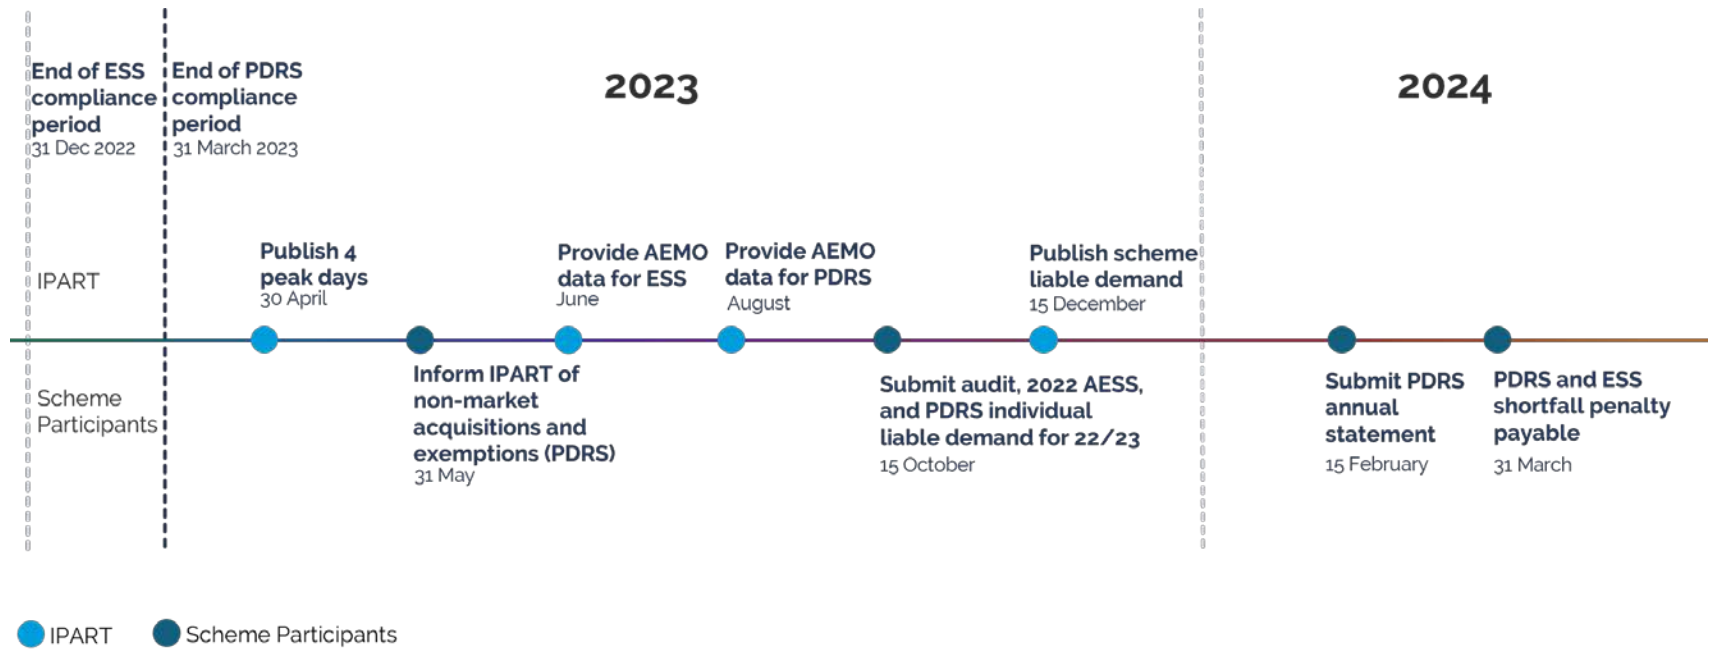 End of ESS
compliance
period
31 Dec 2022
End of PDRS
compliance
period
31 March 2023
2023
2024
IPART
Publish 4
peak days
30 April
Provide AEMO
data for ESS
June
Provide AEMO
data for PDRS
August
Publish scheme
liable demand
15 December
Scheme
Participants
Inform IPART of
non-market
acquisitions and
exemptions (PDRS)
31 May
Submit audit, 2022 AESS,
and PDRS individual
liable demand for 22/23
15 October
Submit PDRS
annual
statement
15 February
PDRS and ESS
shortfall penalty
payable
31 March
IPART
Scheme Participants